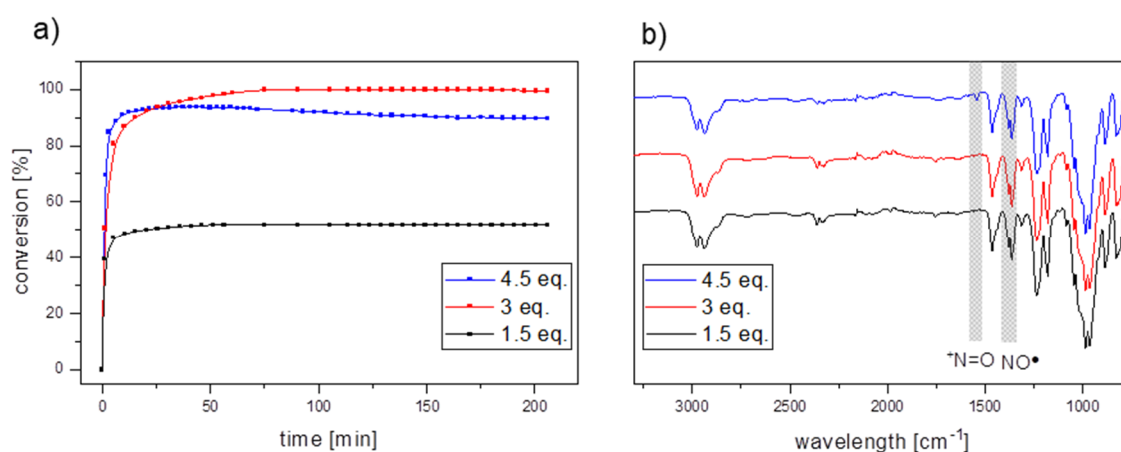 a)
conversion [%]
100
80
60
40
20
0
4.5 eq.
3 eq.
1.5 eq.
0
50
100
150
200
time [min]
b)
4.5 eq.
3 eq.
1.5 eq.
⁺N=O NO•
3000
2500
2000
1500
1000
wavelength [cm⁻¹]